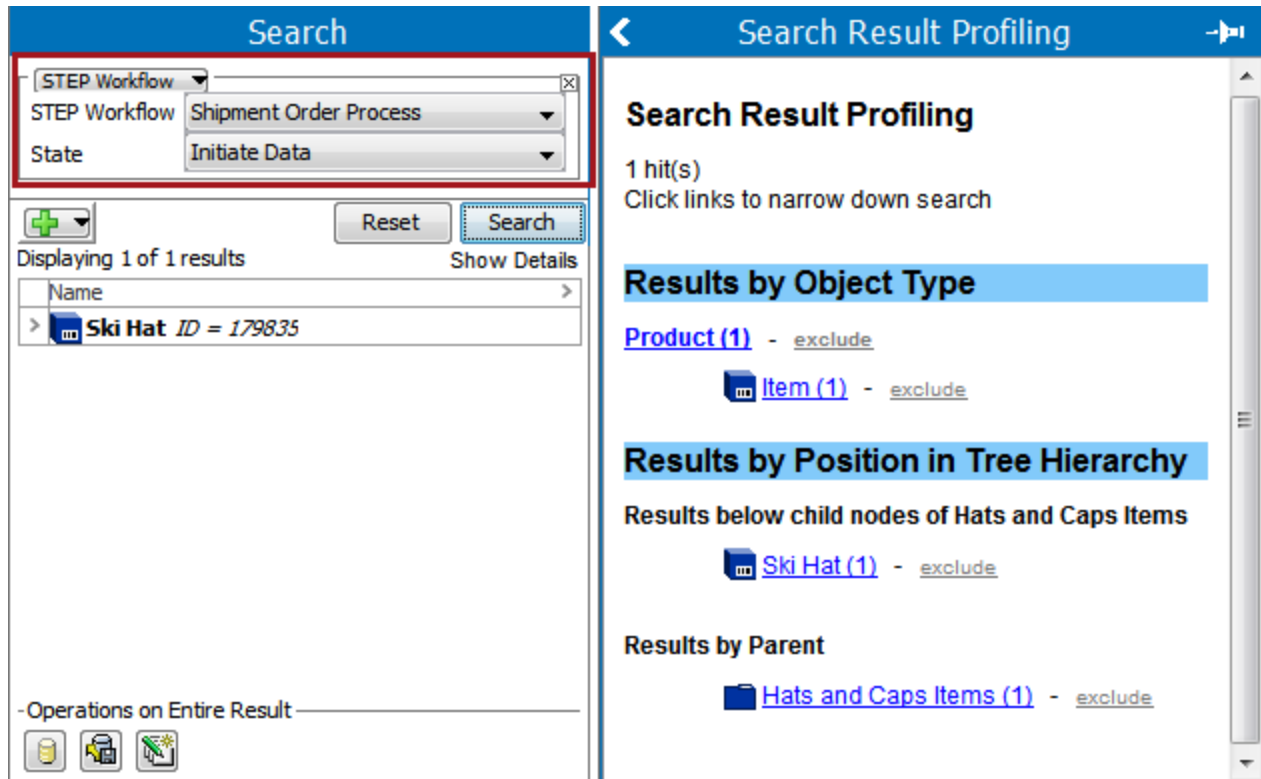 Search
STEP Workflow
STEP Workflow Shipment Order Process
State Initiate Data
Reset Search
Displaying 1 of 1 results Show Details
Name >
> Ski Hat ID = 179835
Operations on Entire Result
Search Result Profiling
Search Result Profiling
1 hit(s)
Click links to narrow down search
Results by Object Type
Product (1) - exclude
Item (1) - exclude
Results by Position in Tree Hierarchy
Results below child nodes of Hats and Caps Items
Ski Hat (1) - exclude
Results by Parent
Hats and Caps Items (1) - exclude